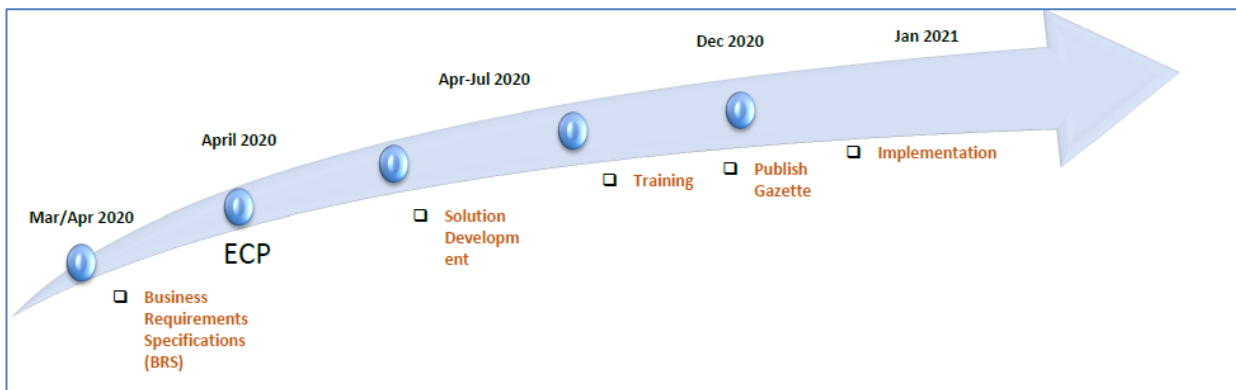 Mar/Apr 2020
April 2020
Apr-Jul 2020
Dec 2020
Jan 2021
Business
Requirements
Specifications
(BRS)
ECP
Solution
Developm
ent
Training
Publish
Gazette
Implementation